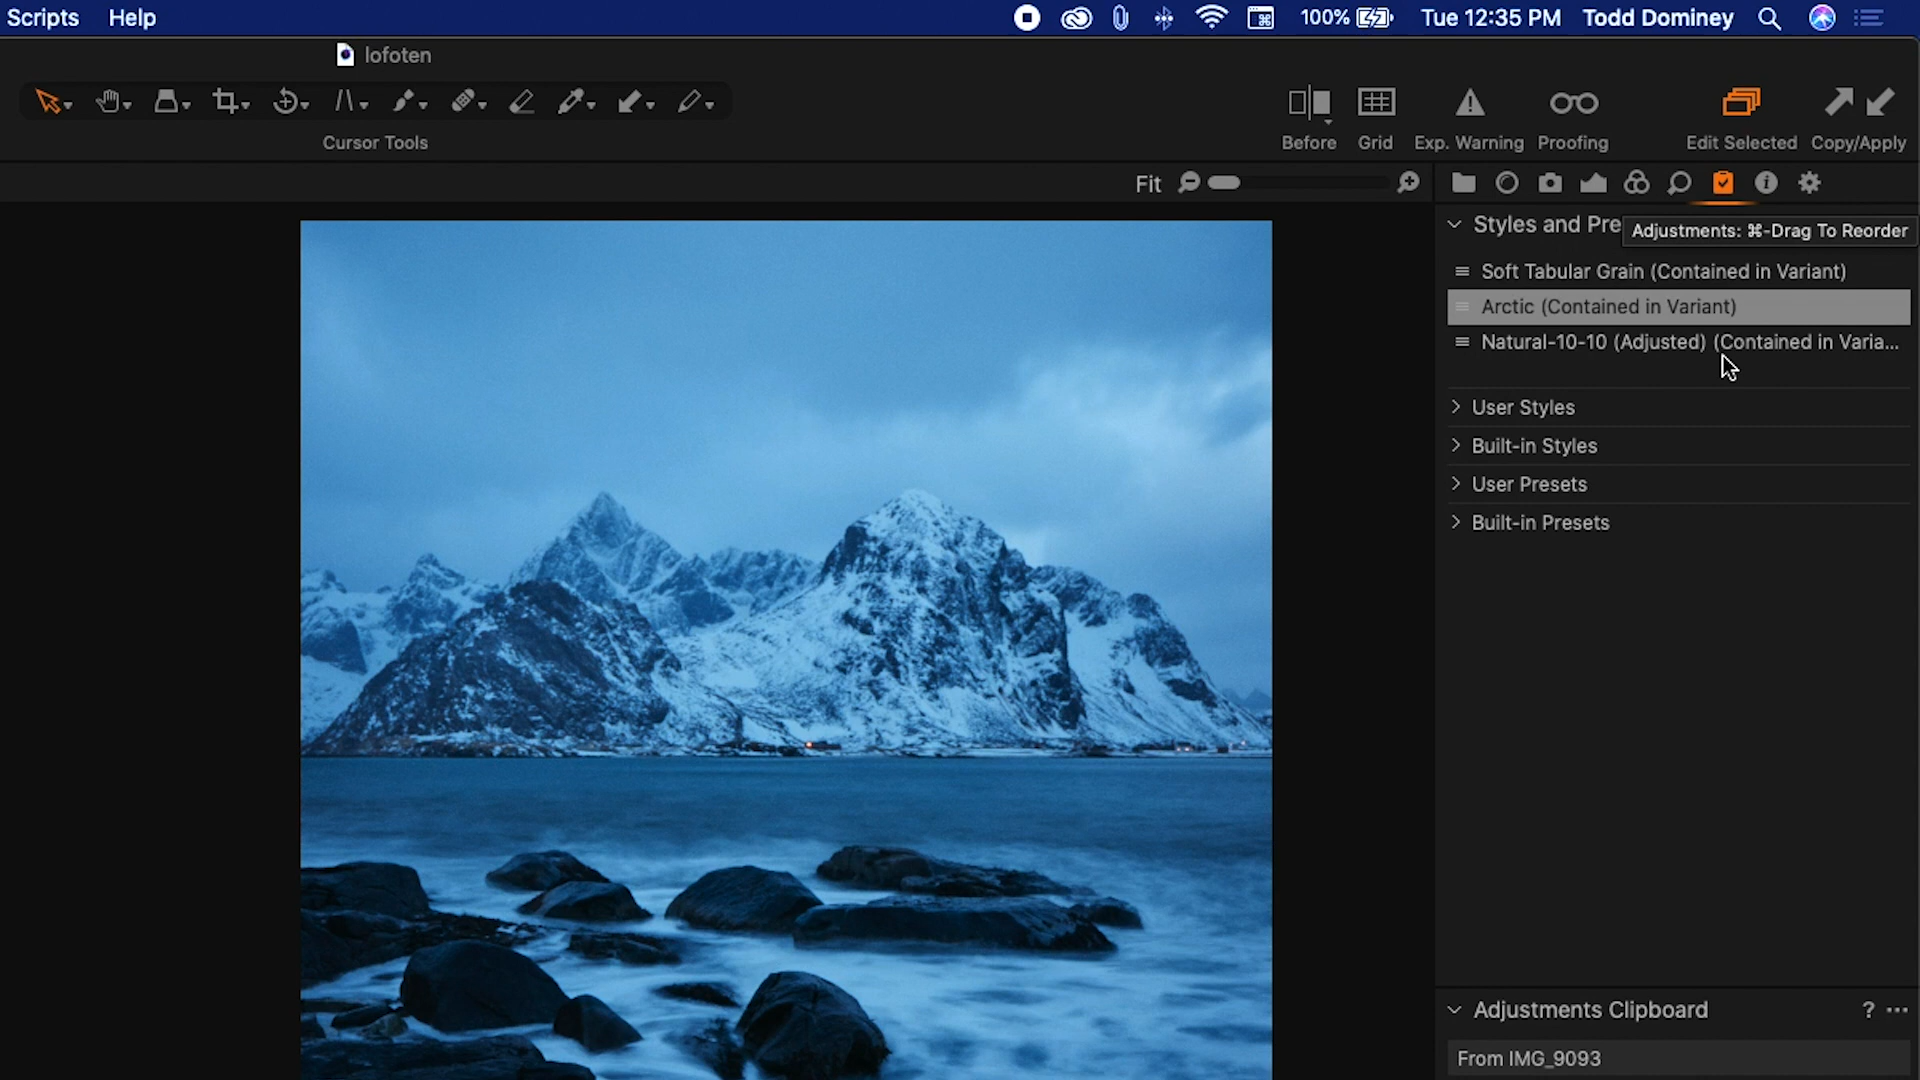 Scripts Help 100% Tue 12:35 PM Todd Dominey
lofoten
Cursor Tools Before Grid Exp. Warning Proofing Edit Selected Copy/Apply
Fit
Styles and Pre
Adjustments: ⌘-Drag To Reorder
Soft Tabular Grain (Contained in Variant)
Arctic (Contained in Variant)
Natural-10-10 (Adjusted) (Contained in Varia...
User Styles
Built-in Styles
User Presets
Built-in Presets
Adjustments Clipboard ? ...
From IMG_9093